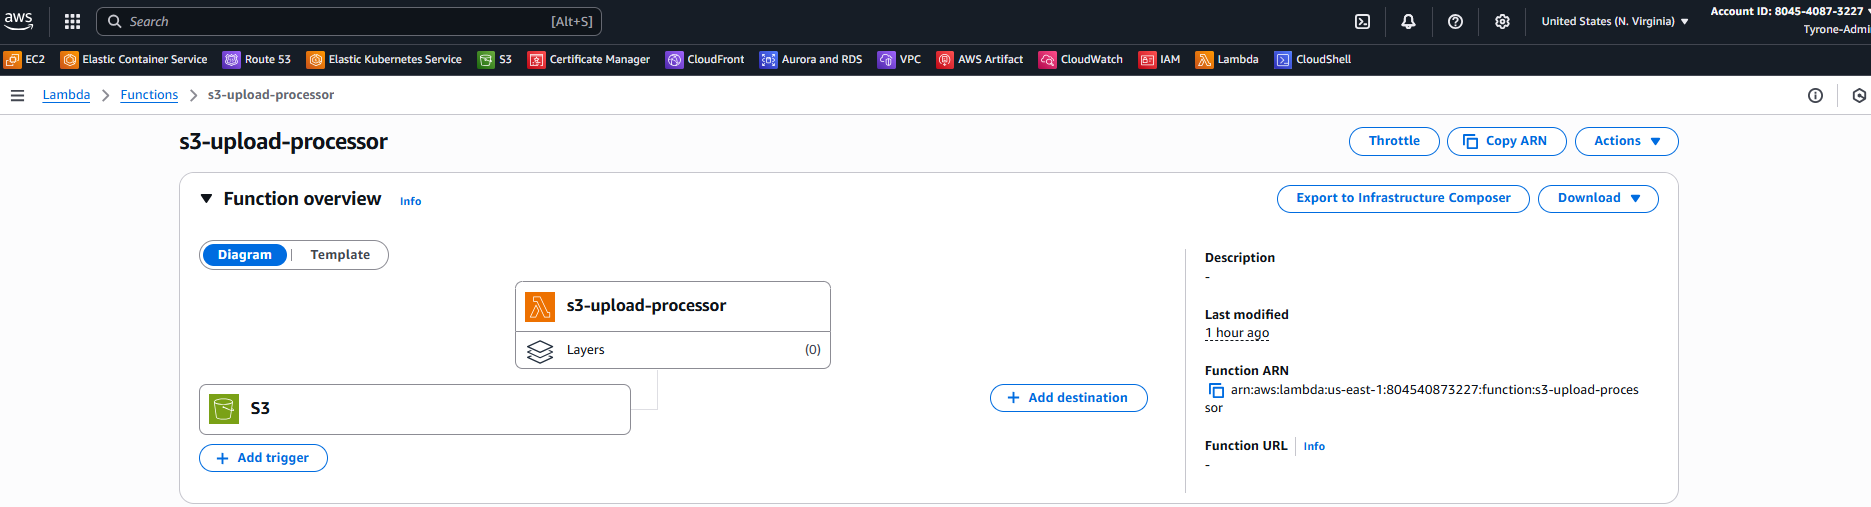 aws Search [Alt+S] United States (N. Virginia) Account ID: 8045-4087-3227
EC2 Elastic Container Service Route 53 Elastic Kubernetes Service S3 Certificate Manager CloudFront Aurora and RDS VPC AWS Artifact CloudWatch IAM Lambda CloudShell
Lambda Functions s3-upload-processor
s3-upload-processor Throttle Copy ARN Actions
Function overview Info Export to Infrastructure Composer Download
Diagram Template
s3-upload-processor
Layers (0)
S3
Add trigger
Add destination
Description
-
Last modified
1 hour ago
Function ARN
arn:aws:lambda:us-east-1:804540873227:function:s3-upload-proces
sor
Function URL Info
-